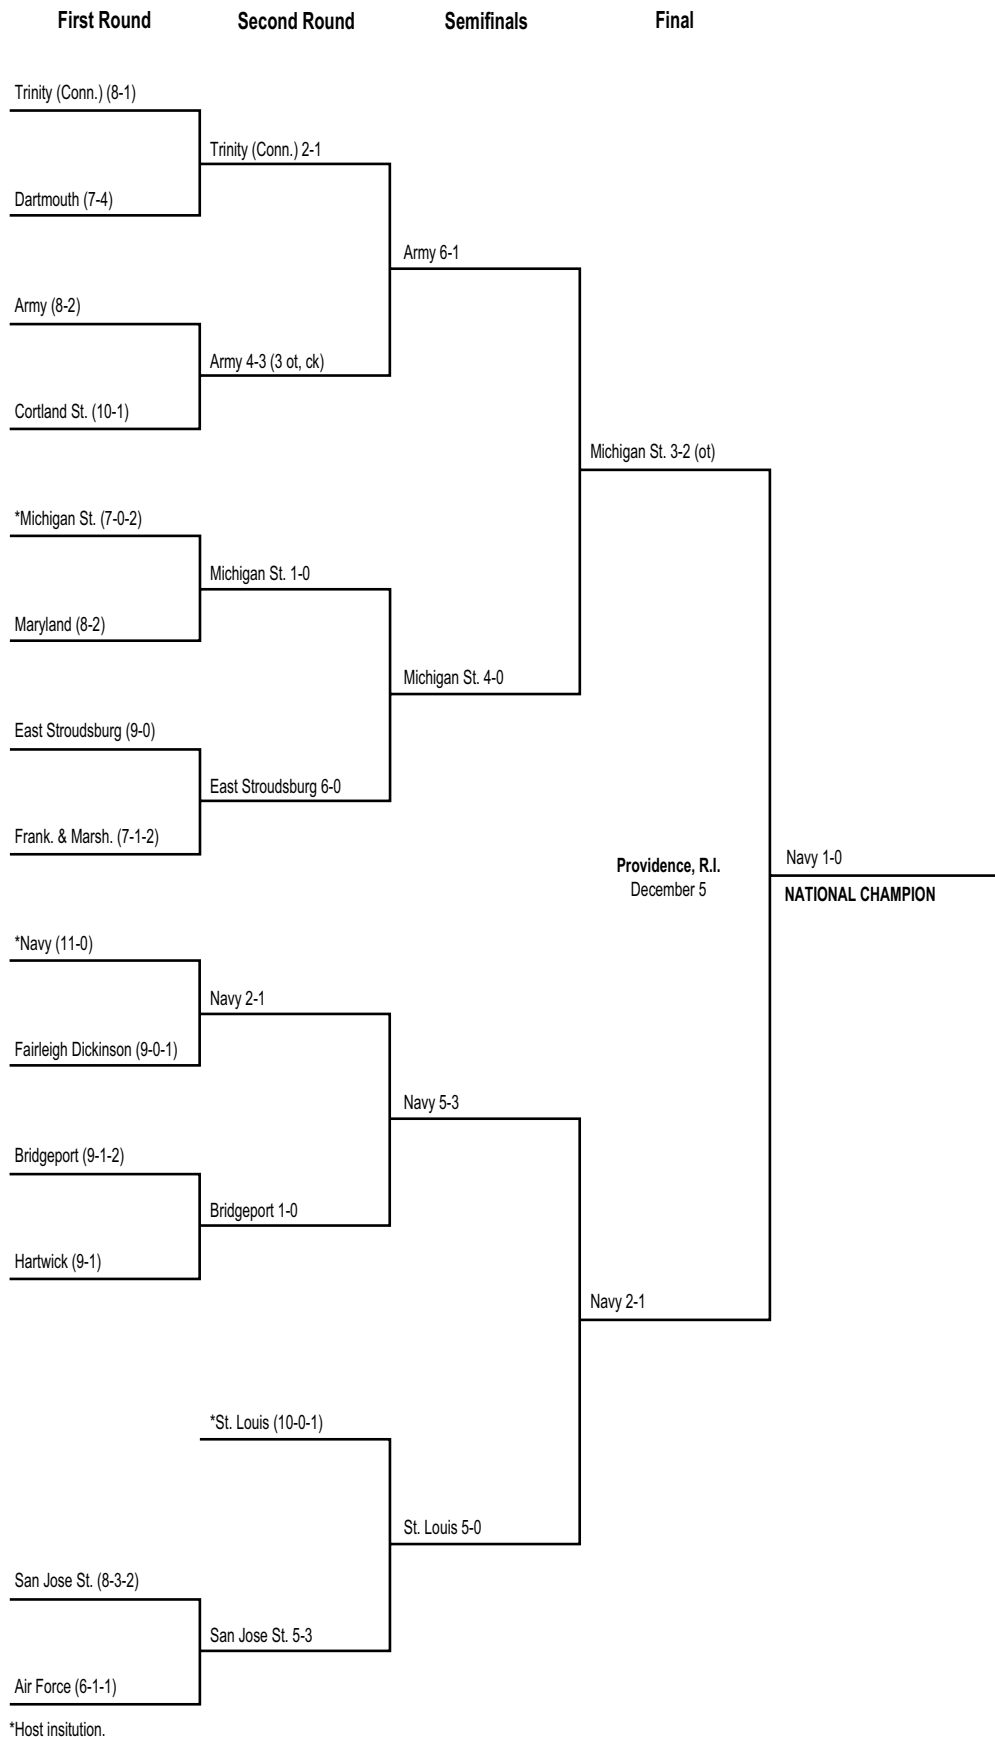 First Round Second Round Semifinals Final
Trinity (Conn.) (8-1)
Trinity (Conn.) 2-1
Dartmouth (7-4)
Army 6-1
Army (8-2)
Army 4-3 (3 ot, ck)
Cortland St. (10-1)
Michigan St. 3-2 (ot)
*Michigan St. (7-0-2)
Michigan St. 1-0
Maryland (8-2)
Michigan St. 4-0
East Stroudsburg (9-0)
East Stroudsburg 6-0
Frank. & Marsh. (7-1-2)
Providence, R.I.
December 5
Navy 1-0
NATIONAL CHAMPION
*Navy (11-0)
Navy 2-1
Fairleigh Dickinson (9-0-1)
Navy 5-3
Bridgeport (9-1-2)
Bridgeport 1-0
Hartwick (9-1)
Navy 2-1
*St. Louis (10-0-1)
St. Louis 5-0
San Jose St. (8-3-2)
San Jose St. 5-3
Air Force (6-1-1)
*Host insitution.